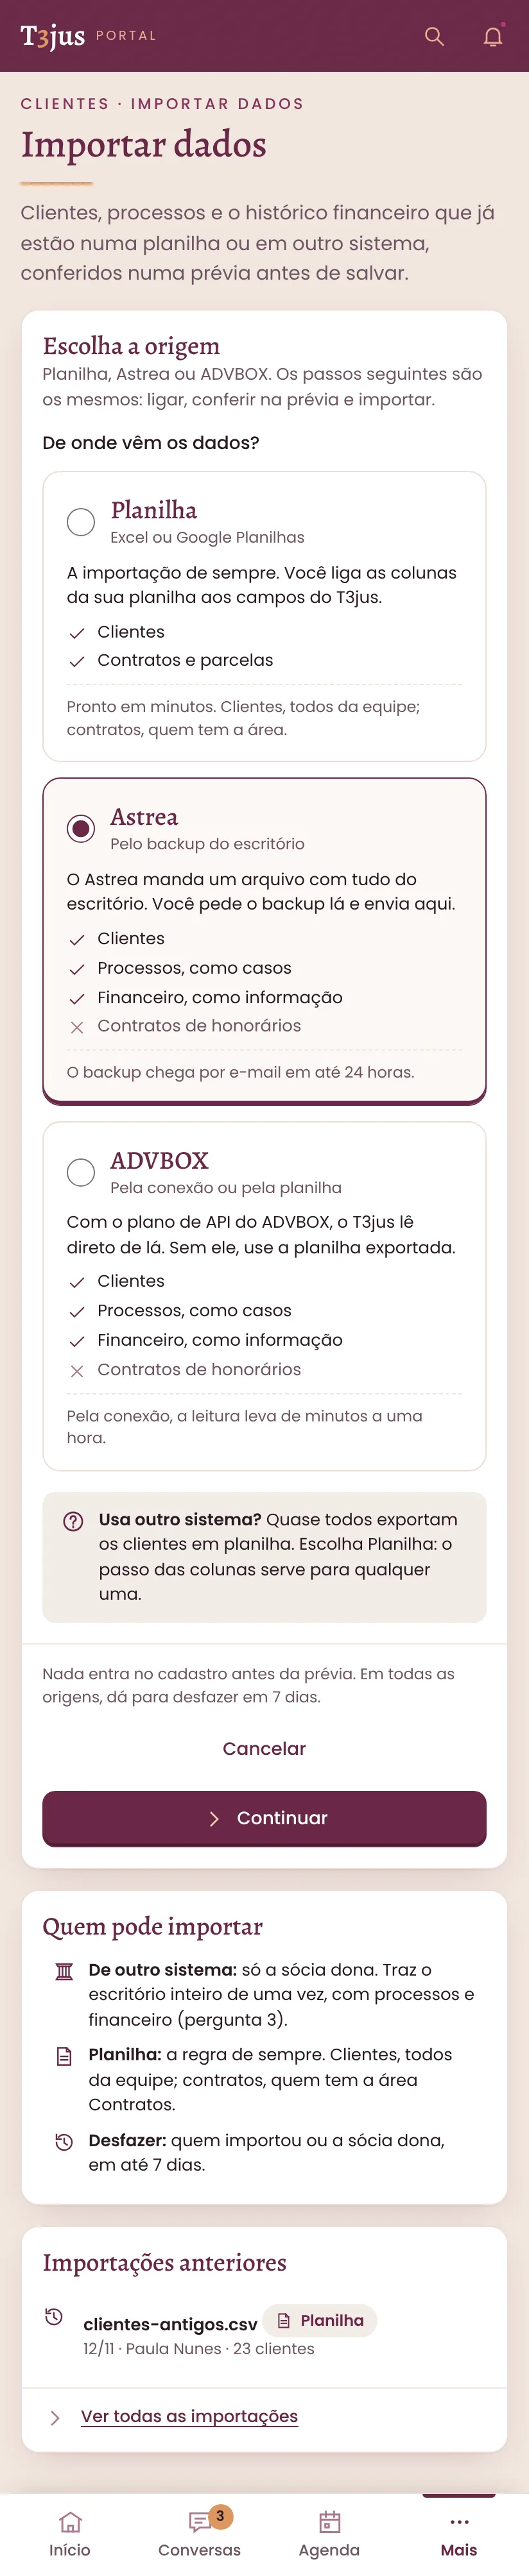 T3jus PORTAL
CLIENTES · IMPORTAR DADOS
Importar dados
Clientes, processos e o histórico financeiro que já
estão numa planilha ou em outro sistema,
conferidos numa prévia antes de salvar.
Escolha a origem
Planilha, Astrea ou ADVBOX. Os passos seguintes são
os mesmos: ligar, conferir na prévia e importar.
De onde vêm os dados?
Planilha
Excel ou Google Planilhas
A importação de sempre. Você liga as colunas
da sua planilha aos campos do T3jus.
Clientes
Contratos e parcelas
Pronto em minutos. Clientes, todos da equipe;
contratos, quem tem a área.
Astrea
Pelo backup do escritório
O Astrea manda um arquivo com tudo do
escritório. Você pede o backup lá e envia aqui.
Clientes
Processos, como casos
Financeiro, como informação
Contratos de honorários
O backup chega por e-mail em até 24 horas.
ADVBOX
Pela conexão ou pela planilha
Com o plano de API do ADVBOX, o T3jus lê
direto de lá. Sem ele, use a planilha exportada.
Clientes
Processos, como casos
Financeiro, como informação
Contratos de honorários
Pela conexão, a leitura leva de minutos a uma
hora.
Usa outro sistema? Quase todos exportam
os clientes em planilha. Escolha Planilha: o
passo das colunas serve para qualquer
uma.
Nada entra no cadastro antes da prévia. Em todas as
origens, dá para desfazer em 7 dias.
Cancelar
Continuar
Quem pode importar
De outro sistema: só a sócia dona. Traz o
escritório inteiro de uma vez, com processos e
financeiro (pergunta 3).
Planilha: a regra de sempre. Clientes, todos
da equipe; contratos, quem tem a área
Contratos.
Desfazer: quem importou ou a sócia dona,
em até 7 dias.
Importações anteriores
clientes-antigos.csv Planilha
12/11 · Paula Nunes · 23 clientes
Ver todas as importações
3
Início Conversas Agenda Mais